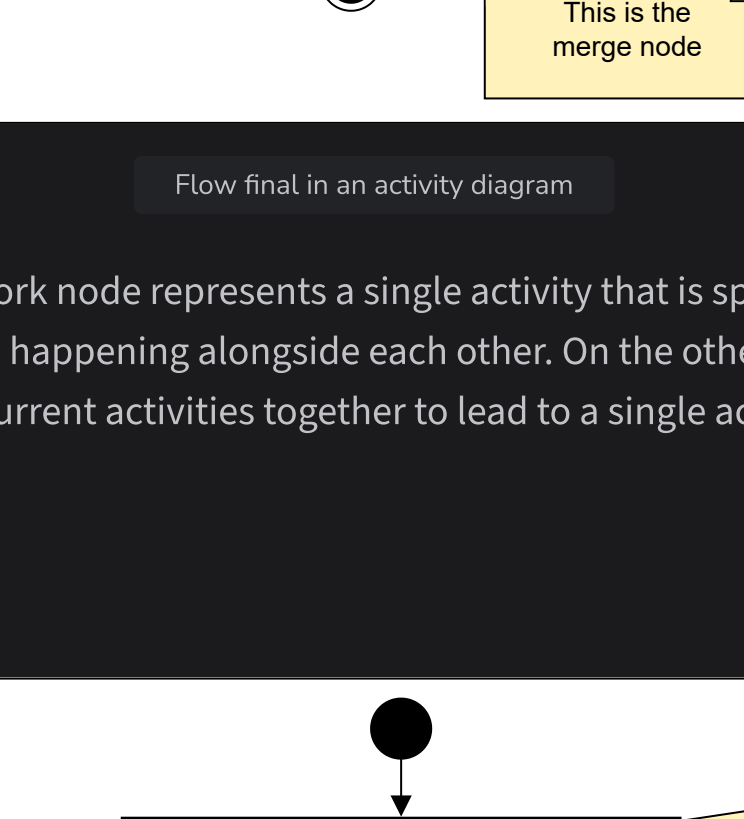 This is the
merge node
Flow final in an activity diagram
ork node represents a single activity that is sp
happening alongside each other. On the othe
urrent activities together to lead to a single ac